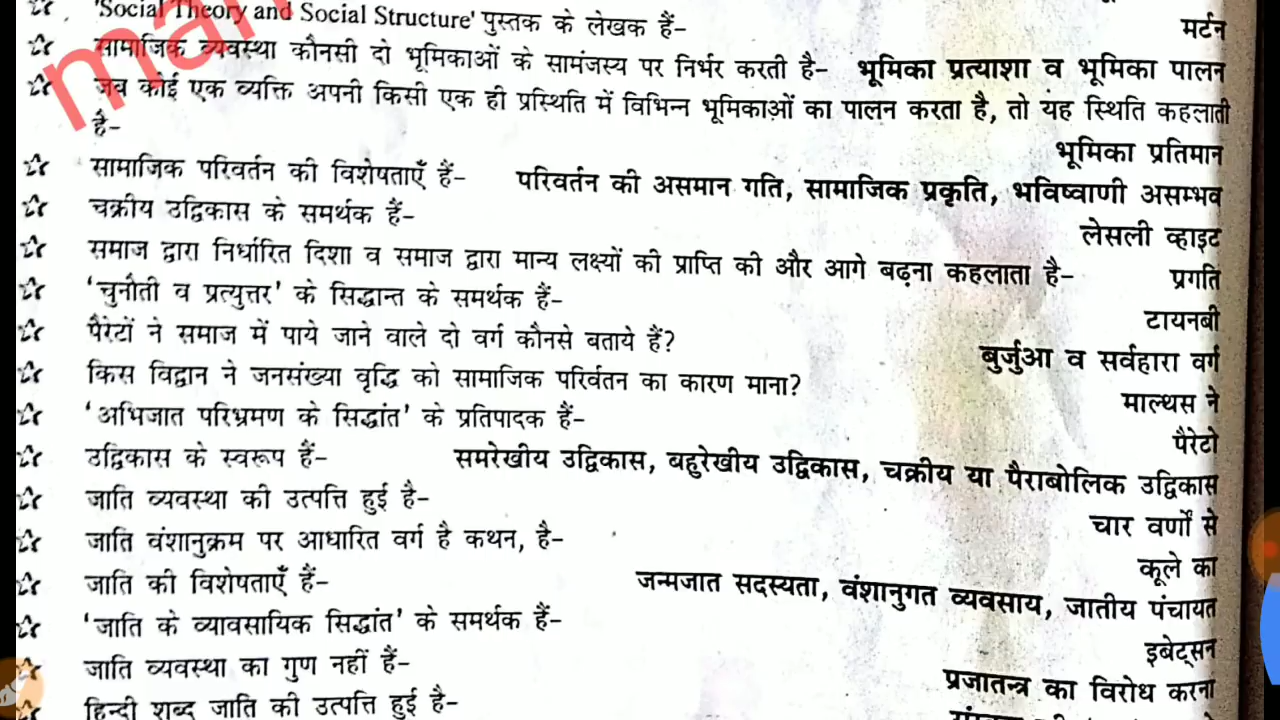 'Social Theory and Social Structure' पुस्तक के लेखक हैं- मर्टन
सामाजिक व्यवस्था कौनसी दो भूमिकाओं के सामंजस्य पर निर्भर करती है- भूमिका प्रत्याशा व भूमिका पालन
जब कोई एक व्यक्ति अपनी किसी एक ही प्रस्थिति में विभिन्न भूमिकाओं का पालन करता है, तो यह स्थिति कहलाती
है- भूमिका प्रतिमान
सामाजिक परिवर्तन की विशेषताएँ हैं- परिवर्तन की असमान गति, सामाजिक प्रकृति, भविष्वाणी असम्भव
चक्रीय उद्विकास के समर्थक हैं- लेसली व्हाइट
समाज द्वारा निर्धारित दिशा व समाज द्वारा मान्य लक्ष्यों की प्राप्ति की और आगे बढ़ना कहलाता है- प्रगति
'चुनौती व प्रत्युत्तर' के सिद्धान्त के समर्थक हैं- टायनबी
पैरेटों ने समाज में पाये जाने वाले दो वर्ग कौनसे बताये हैं? बुर्जुआ व सर्वहारा वर्ग
किस विद्वान ने जनसंख्या वृद्धि को सामाजिक परिर्वतन का कारण माना? माल्थस ने
'अभिजात परिभ्रमण के सिद्धांत' के प्रतिपादक हैं- पैरेटो
उद्विकास के स्वरूप हैं- समरेखीय उद्विकास, बहुरेखीय उद्विकास, चक्रीय या पैराबोलिक उद्विकास
जाति व्यवस्था की उत्पत्ति हुई है- चार वर्णों से
जाति वंशानुक्रम पर आधारित वर्ग है कथन, है- कूले का
जाति की विशेषताएँ हैं- जन्मजात सदस्यता, वंशानुगत व्यवसाय, जातीय पंचायत
'जाति के व्यावसायिक सिद्धांत' के समर्थक हैं- इबेट्सन
जाति व्यवस्था का गुण नहीं हैं- प्रजातन्त्र का विरोध करना
हिन्दी शब्द जाति की उत्पत्ति हुई है-